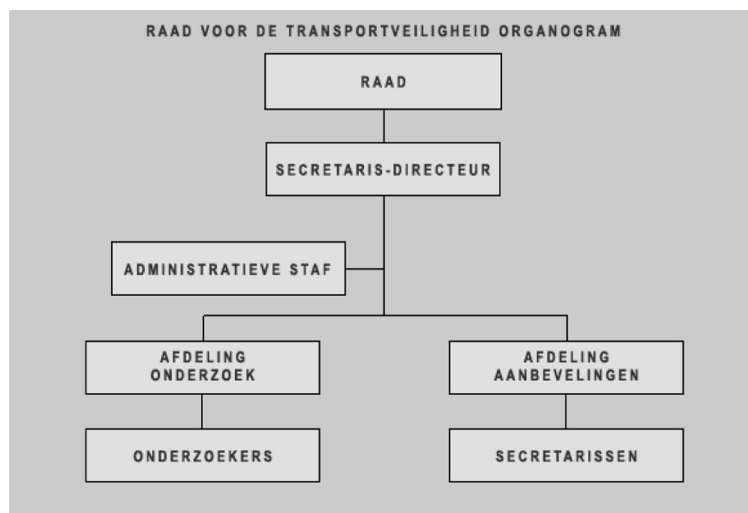 RAAD VOOR DE TRANSPORTVEILIGHEID ORGANOGRAM
RAAD
SECRETARIS-DIRECTEUR
ADMINISTRATIEVE STAF
AFDELING
ONDERZOEK
AFDELING
AANBEVELINGEN
ONDERZOEKERS
SECRETARISSEN